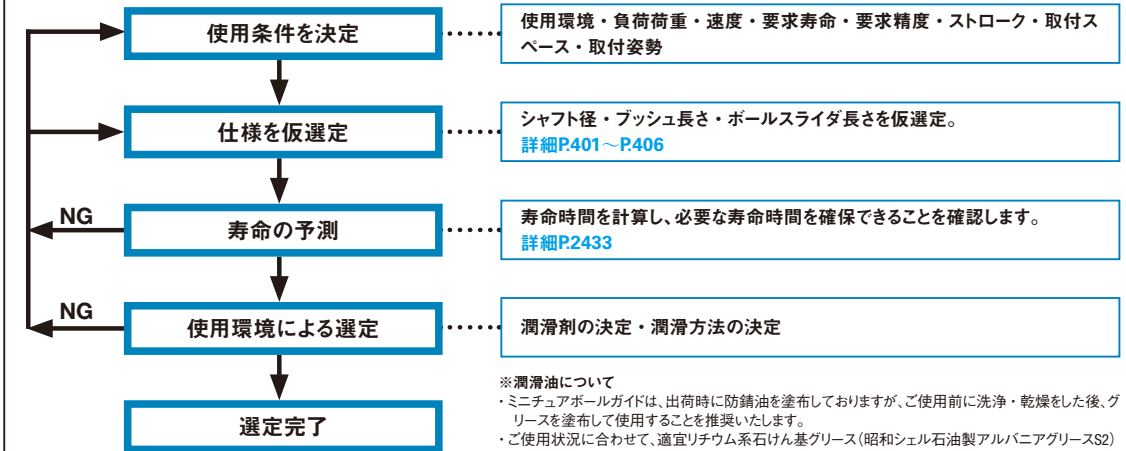 使用条件を決定
使用環境・負荷荷重・速度・要求寿命・要求精度・ストローク・取付ス
ペース・取付姿勢
仕様を仮選定
シャフト径・ブッシュ長さ・ボールスライダ長さを仮選定。
詳細P.401〜P.406
NG
寿命の予測
寿命時間を計算し、必要な寿命時間を確保できることを確認します。
詳細P.2433
NG
使用環境による選定
潤滑剤の決定・潤滑方法の決定
選定完了
※潤滑油について
・ミニチュアボールガイドは、出荷時に防錆油を塗布しておりますが、ご使用前に洗浄・乾燥をした後、グ
リースを塗布して使用することを推奨いたします。
・ご使用状況に合わせて、適宜リチウム系石けん基グリース(昭和シェル石油製アルバニアグリースS2)